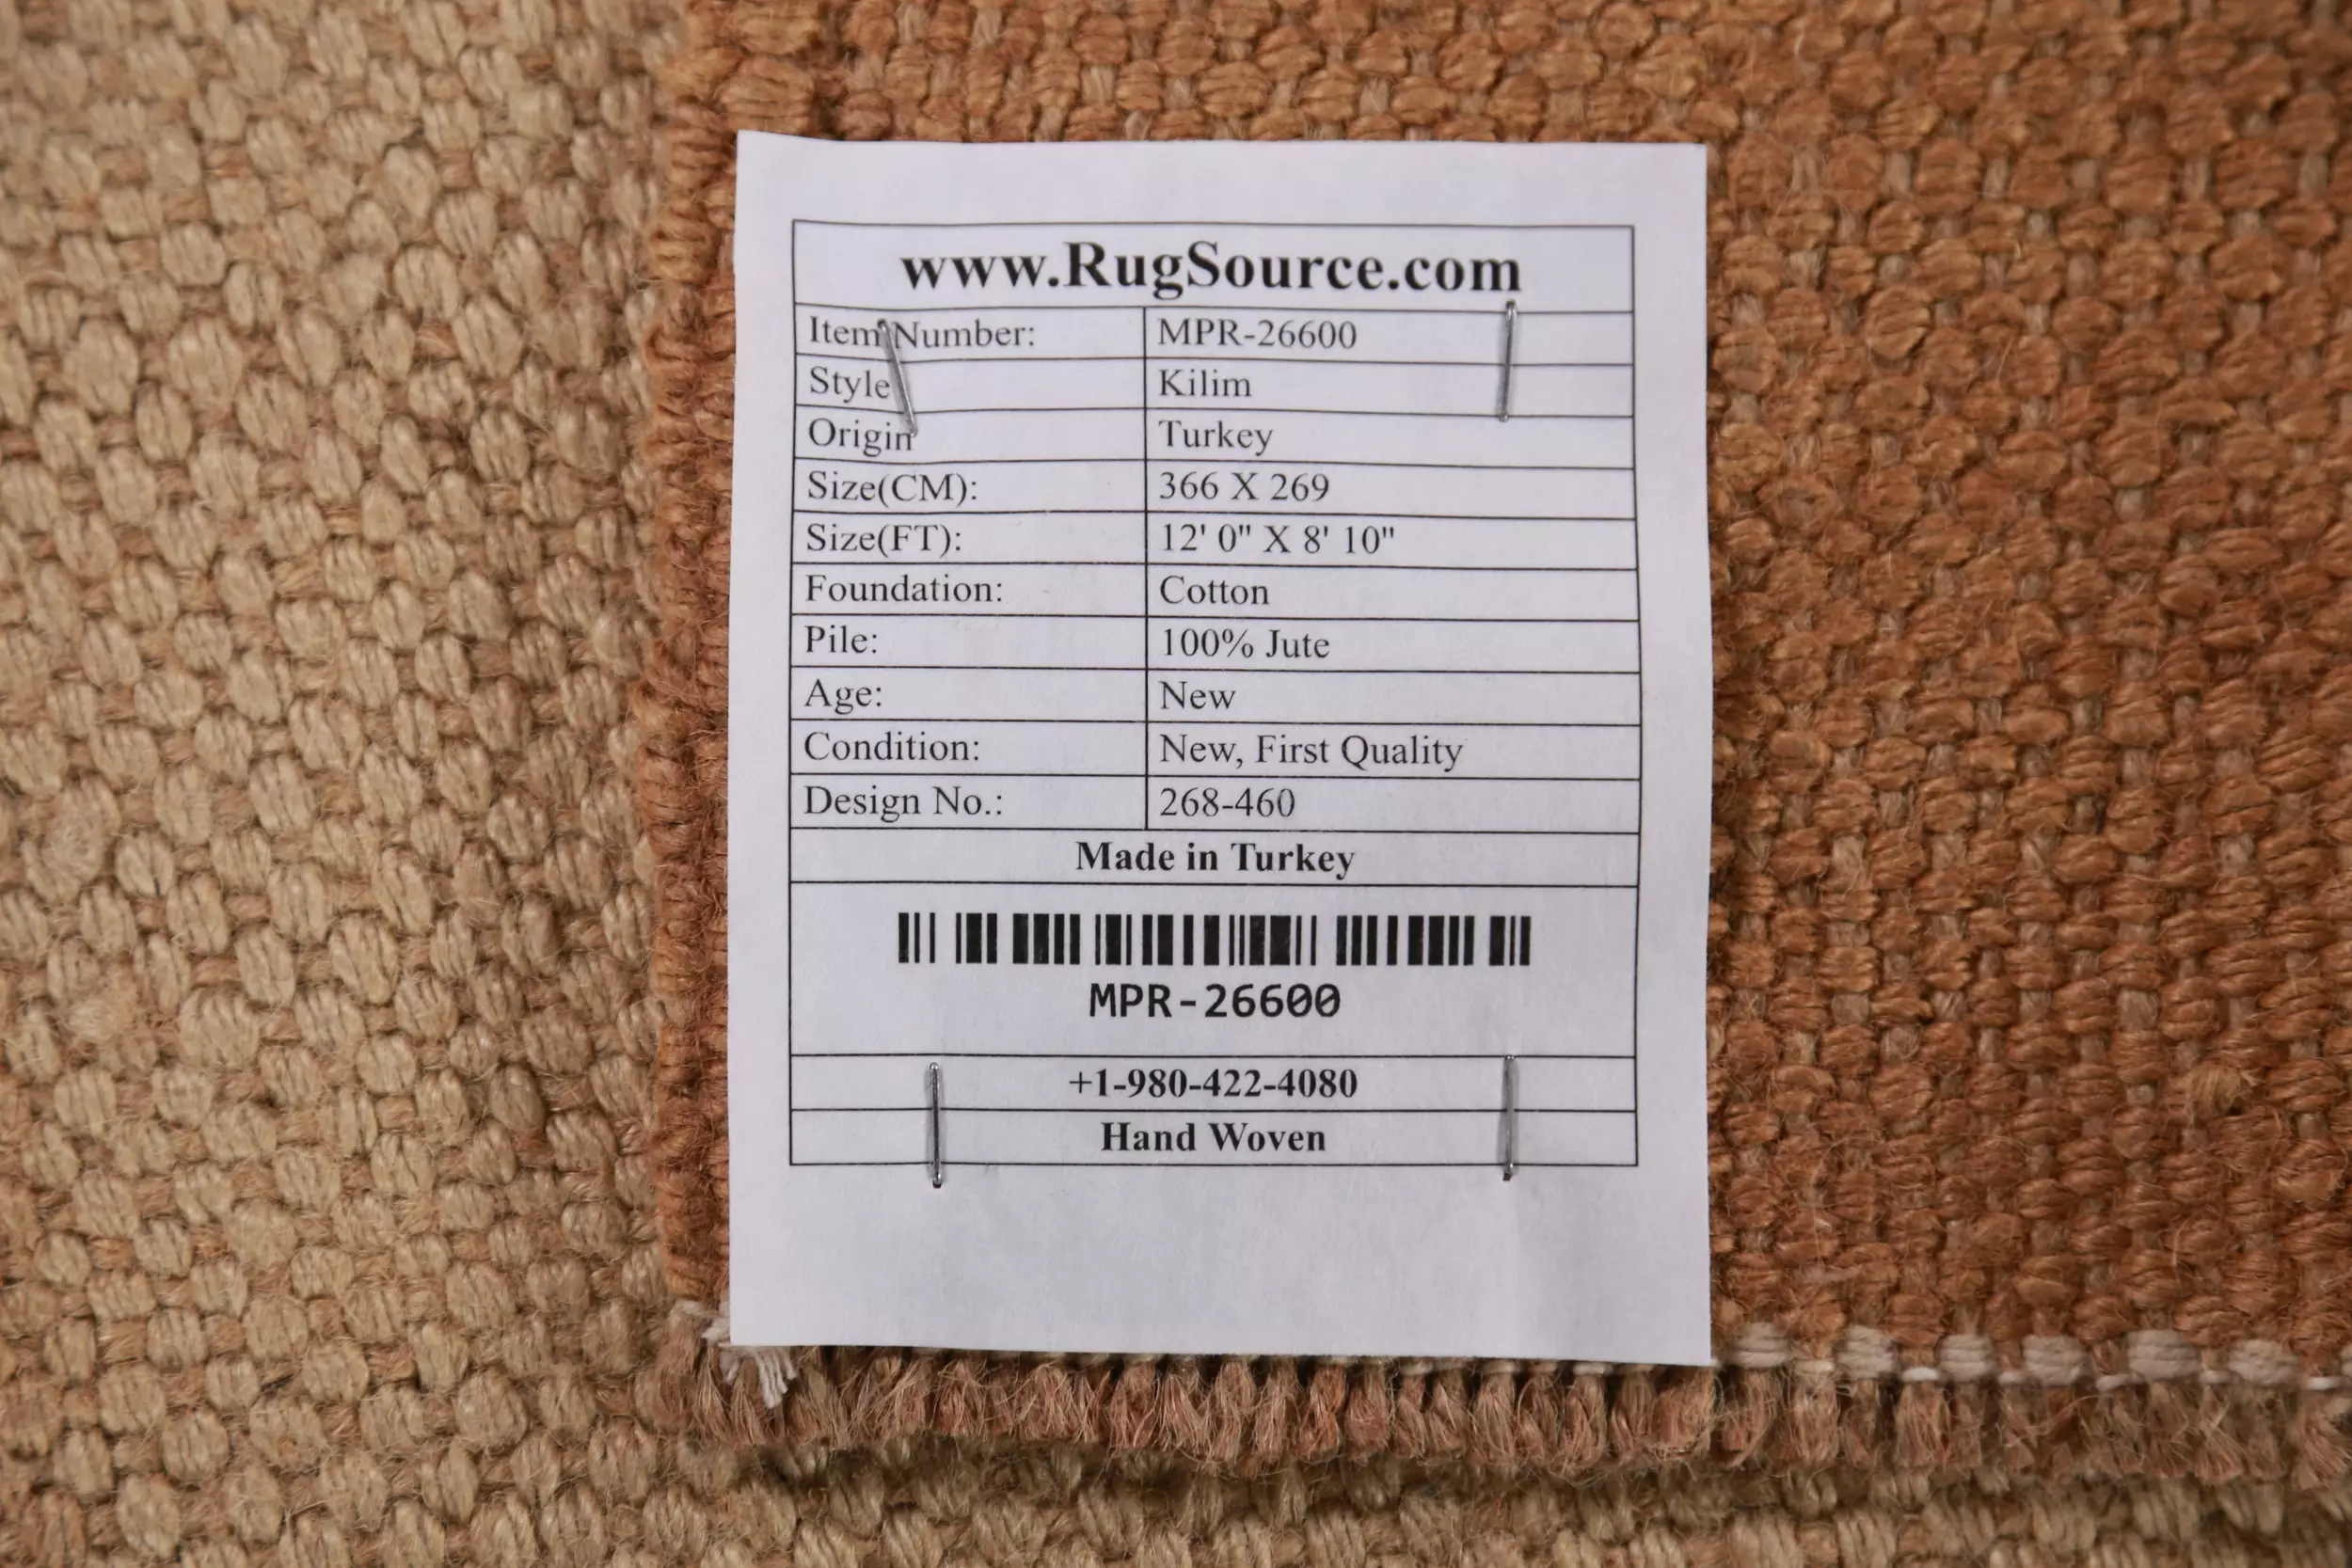 www.RugSource.com
Item Number: MPR-26600
Style Kilim
Origin Turkey
Size(CM): 366 X 269
Size(FT): 12' 0" X 8' 10"
Foundation: Cotton
Pile: 100% Jute
Age: New
Condition: New, First Quality
Design No.: 268-460
Made in Turkey
MPR-26600
+1-980-422-4080
Hand Woven